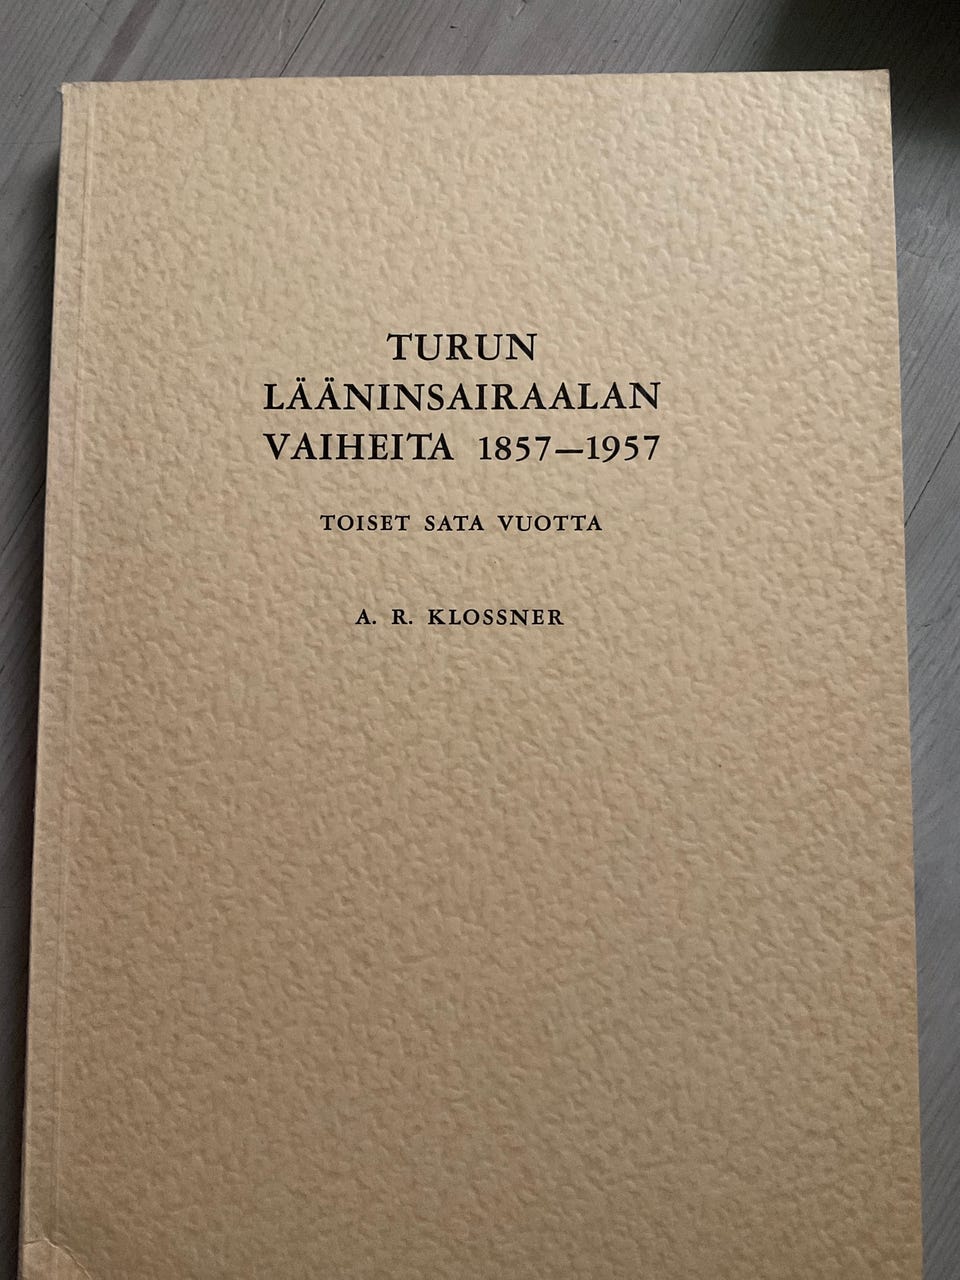 TURUN
LÄÄNINSAIRAALAN
VAIHEITA 1857—1957
TOISET SATA VUOTTA
A. R. KLOSSNER